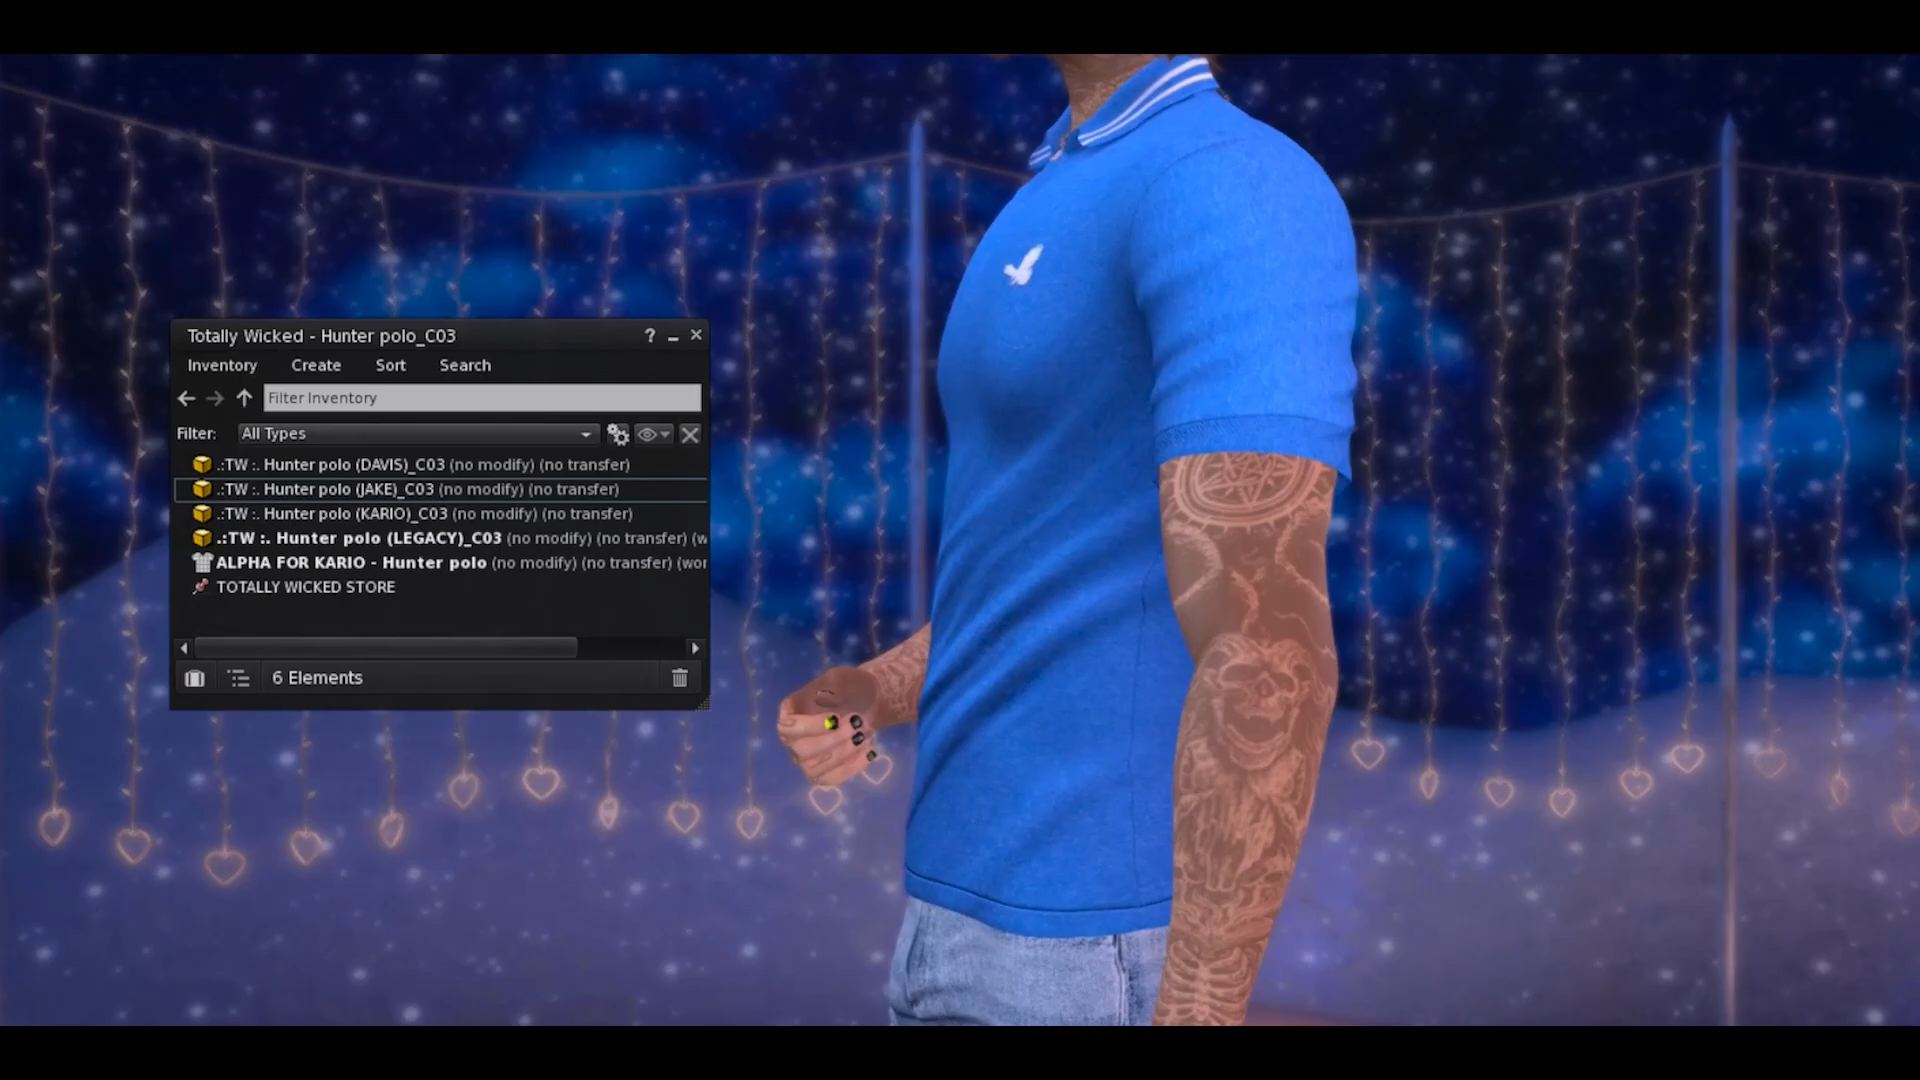 Totally Wicked - Hunter polo_C03 ?
Inventory Create Sort Search
Filter Inventory
Filter: All Types
.:TW :. Hunter polo (DAVIS)_C03 (no modify) (no transfer)
.:TW :. Hunter polo (JAKE)_C03 (no modify) (no transfer)
.:TW :. Hunter polo (KARIO)_C03 (no modify) (no transfer)
.:TW :. Hunter polo (LEGACY)_C03 (no modify) (no transfer) (w
ALPHA FOR KARIO - Hunter polo (no modify) (no transfer) (wor
TOTALLY WICKED STORE
6 Elements